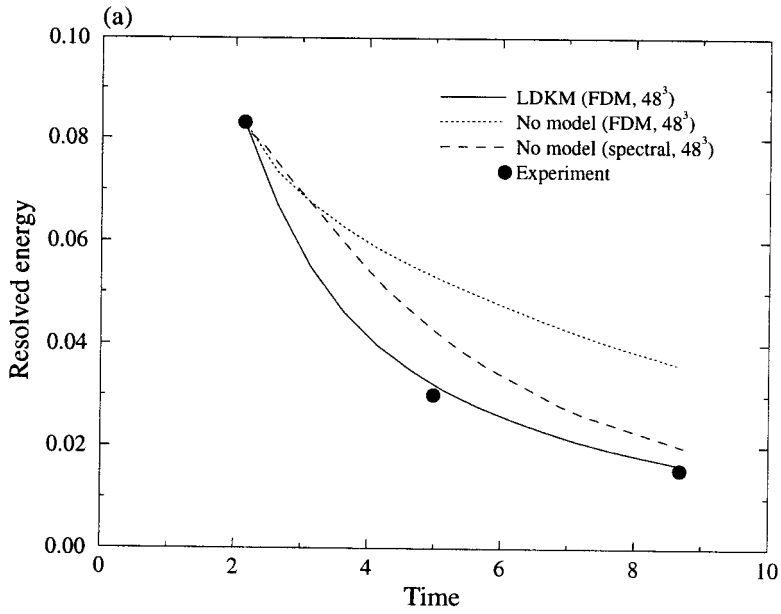 (a)
0.10
0.08
0.06
0.04
0.02
0.00
Resolved energy
LDKM (FDM, 48³)
No model (FDM, 48³)
No model (spectral, 48³)
Experiment
0 2 4 6 8 10
Time